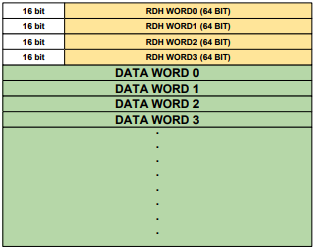 16 bit RDH WORD0 (64 BIT)
16 bit RDH WORD1 (64 BIT)
16 bit RDH WORD2 (64 BIT)
16 bit RDH WORD3 (64 BIT)
DATA WORD 0
DATA WORD 1
DATA WORD 2
DATA WORD 3
.
.
.
.
.
.
.